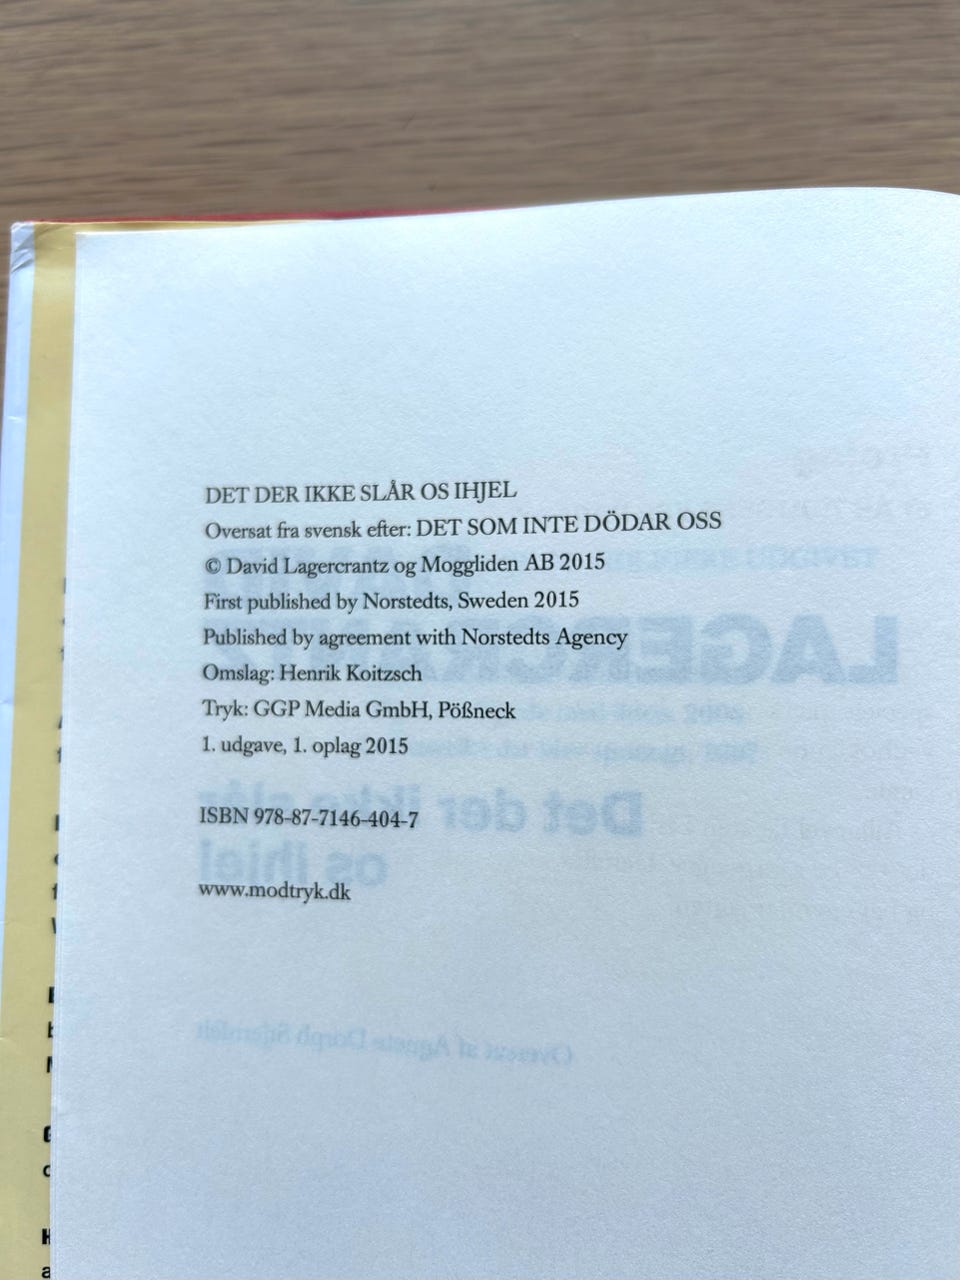 DET DER IKKE SLÅR OS IHJEL
Oversat fra svensk efter: DET SOM INTE DÖDAR OSS
© David Lagercrantz og Moggliden AB 2015
First published by Norstedts, Sweden 2015
Published by agreement with Norstedts Agency
Omslag: Henrik Koitzsch
Tryk: GGP Media GmbH, Pößneck
1. udgave, 1. oplag 2015
ISBN 978-87-7146-404-7
www.modtryk.dk